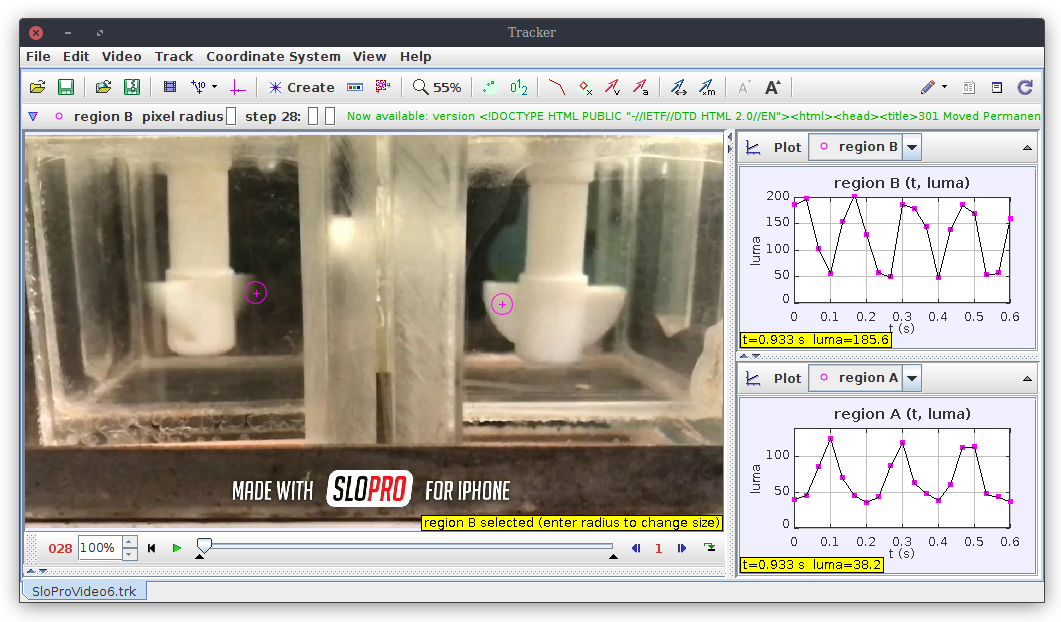 Tracker
File Edit Video Track Coordinate System View Help
Create 55%
region B pixel radius step 28: Now available: version <!DOCTYPE HTML PUBLIC "-//IETF//DTD HTML 2.0//EN"><html><head><title>301 Moved Permanen
Plot region B
region B (t, luma)
200
150
100
50
0
luma
0 0.1 0.2 0.3 0.4 0.5 0.6
t (s)
t=0.933 s luma=185.6
Plot region A
region A (t, luma)
100
50
0
luma
0 0.1 0.2 0.3 0.4 0.5 0.6
t (s)
t=0.933 s luma=38.2
MADE WITH SLOPRO FOR IPHONE
region B selected (enter radius to change size)
028 100% 1
SloProVideo6.trk